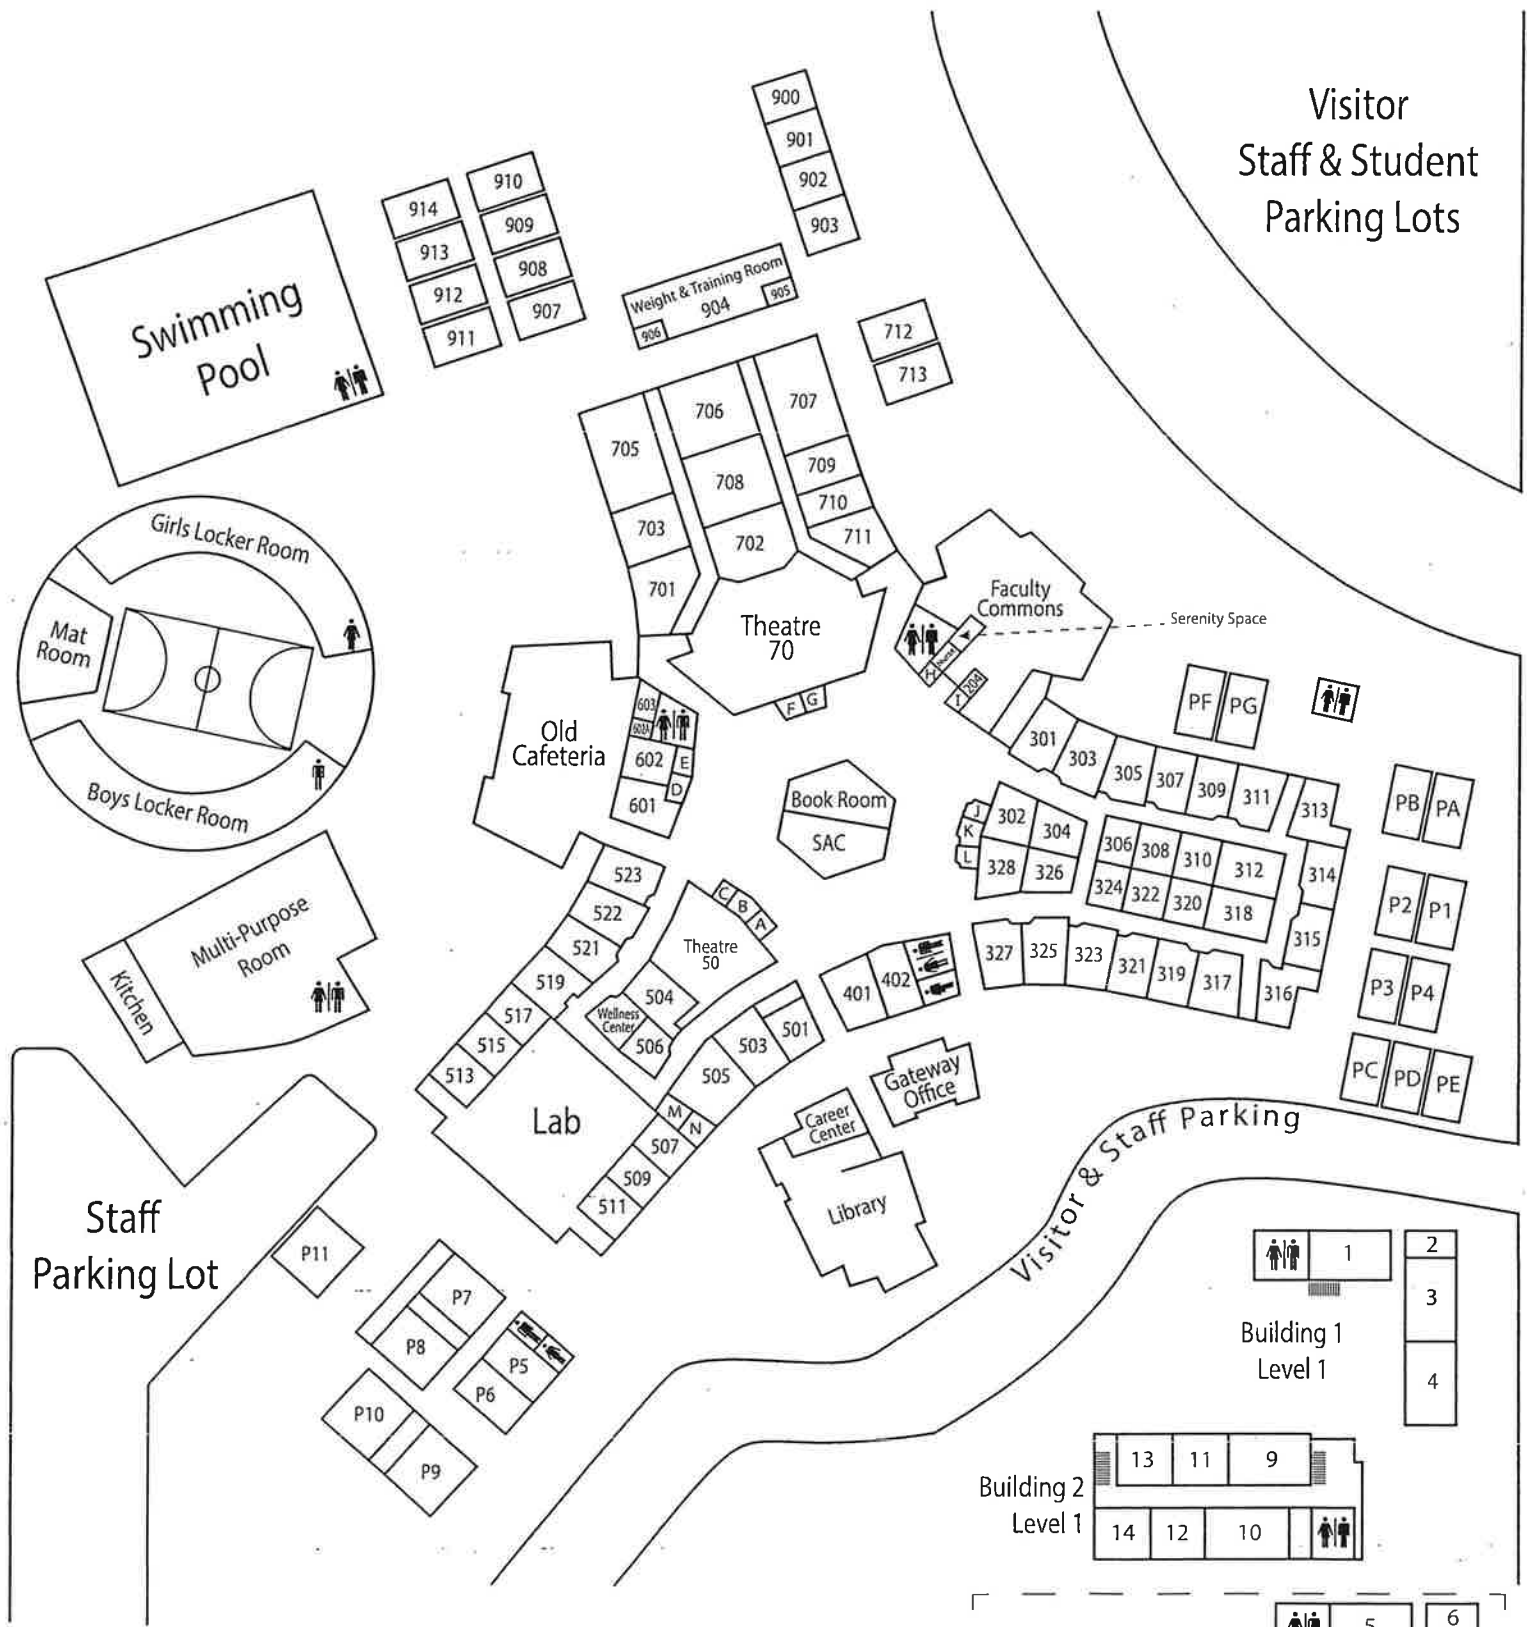 Visitor
Staff & Student
Parking Lots
900
901
902
903
910
909
908
907
914
913
912
911
Swimming
Pool
Weight & Training Room
904
905
906
712
713
705
703
701
706
708
702
707
709
710
711
Girls Locker Room
Mat
Room
Boys Locker Room
Theatre
70
F
G
Faculty
Commons
Serenity Space
Nurse
H
I
204
Old
Cafeteria
603
602A
602
601
E
D
Book Room
SAC
PF
PG
PB
PA
P2
P1
P3
P4
PC
PD
PE
301
303
305
307
309
311
313
314
315
316
J
K
L
302
304
328
326
306
308
310
312
324
322
320
318
327
325
323
321
319
317
Multi-Purpose
Room
Kitchen
523
522
521
519
517
515
513
C
B
A
Theatre
50
504
Wellness
Center
506
501
503
505
M
N
507
509
511
Lab
401
402
Gateway
Office
Career
Center
Library
Visitor & Staff Parking
Staff
Parking Lot
P11
P7
P8
P5
P6
P10
P9
1
2
3
4
Building 1
Level 1
Building 2
Level 1
13
11
9
14
12
10
5
6